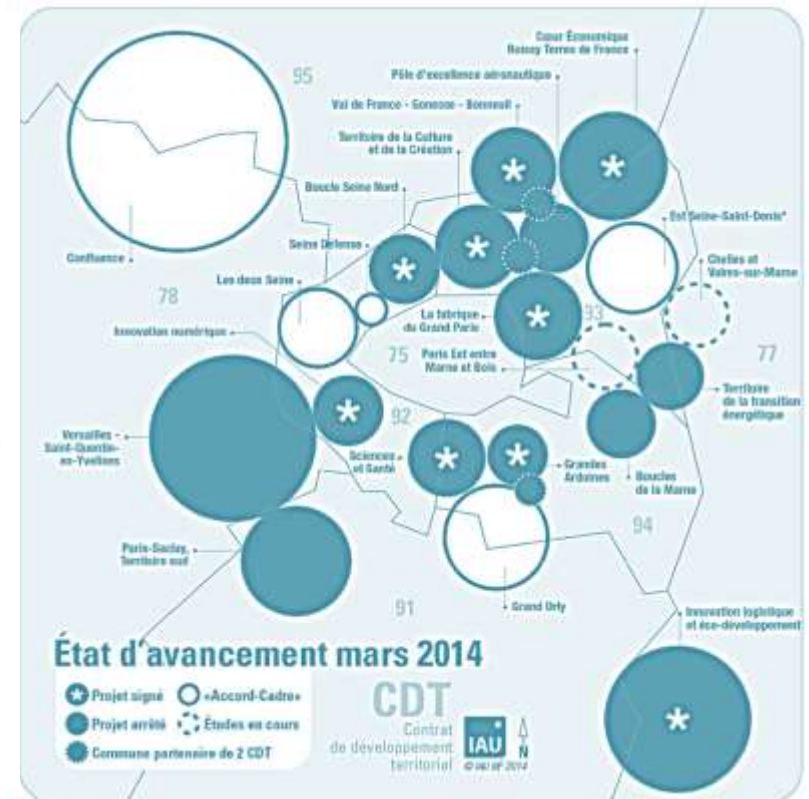 Cœur Économique
Roissy Terres de France
95
Pôle d'excellence aéronautique
Val de France - Gonesse - Bonneuil
Territoire de la Culture
et de la Création
Boucle Seine Nord
Est Seine-Saint-Denis*
Seine Défense
Confluence
Chelles et
Vaires-sur-Marne
Les deux Seine
78
La fabrique
du Grand Paris
93
Innovation numérique
75
Paris Est entre
Marne et Bois
77
Territoire
de la transition
énergétique
92
Versailles -
Saint-Quentin-
en-Yvelines
Sciences
et Santé
Grandes
Ardoines
Boucles
de la Marne
94
Paris-Saclay,
Territoire sud
91
Grand Orly
Innovation logistique
et éco-développement
État d'avancement mars 2014
Projet signé
«Accord-Cadre»
Projet arrêté
Études en cours
Commune partenaire de 2 CDT
CDT
Contrat
de développement
territorial
IAU
N
© IAU îdF 2014